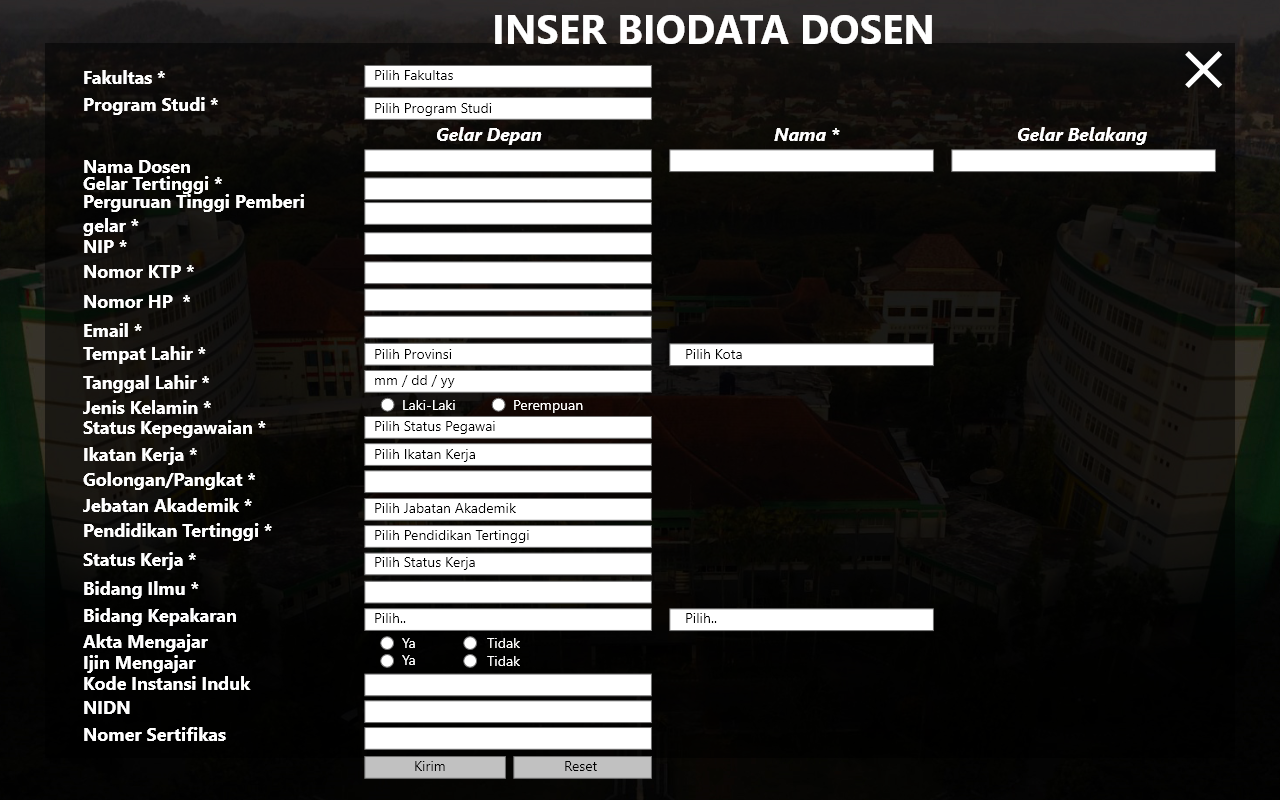 INSER BIODATA DOSEN
Fakultas * Pilih Fakultas
Program Studi * Pilih Program Studi
Gelar Depan Nama * Gelar Belakang
Nama Dosen
Gelar Tertinggi *
Perguruan Tinggi Pemberi
gelar *
NIP *
Nomor KTP *
Nomor HP *
Email *
Tempat Lahir * Pilih Provinsi Pilih Kota
Tanggal Lahir * mm / dd / yy
Jenis Kelamin * Laki-Laki Perempuan
Status Kepegawaian * Pilih Status Pegawai
Ikatan Kerja * Pilih Ikatan Kerja
Golongan/Pangkat *
Jebatan Akademik * Pilih Jabatan Akademik
Pendidikan Tertinggi * Pilih Pendidikan Tertinggi
Status Kerja * Pilih Status Kerja
Bidang Ilmu *
Bidang Kepakaran Pilih.. Pilih..
Akta Mengajar Ya Tidak
Ijin Mengajar Ya Tidak
Kode Instansi Induk
NIDN
Nomer Sertifikas
Kirim Reset